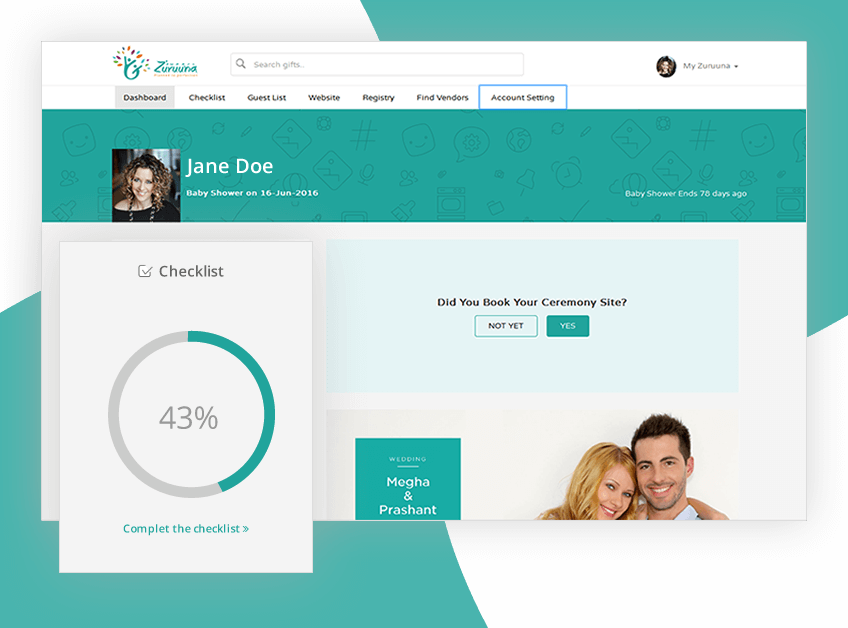 Zuruuna
Search gifts..
My Zuruuna
Dashboard
Checklist
Guest List
Website
Registry
Find Vendors
Account Setting
Jane Doe
Baby Shower on 16-Jun-2016
Baby Shower Ends 78 days ago
Checklist
43%
Complet the checklist »
Did You Book Your Ceremony Site?
NOT YET
YES
WEDDING
Megha
&
Prashant